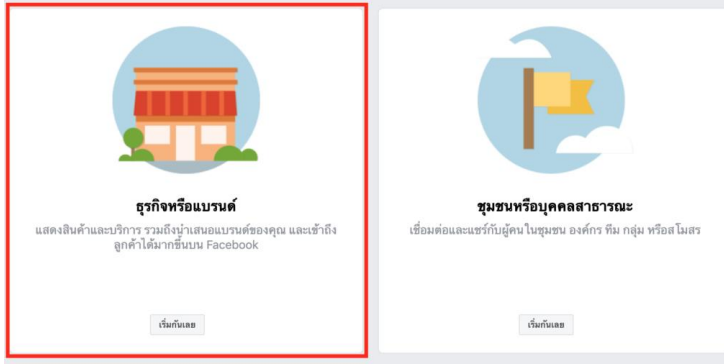 ธุรกิจหรือแบรนด์
แสดงสินค้าและบริการ รวมถึงนำเสนอแบรนด์ของคุณ และเข้าถึง
ลูกค้าได้มากขึ้นบน Facebook
เริ่มกันเลย
ชุมชนหรือบุคคลสาธารณะ
เชื่อมต่อและแชร์กับผู้คนในชุมชน องค์กร ทีม กลุ่ม หรือสโมสร
เริ่มกันเลย